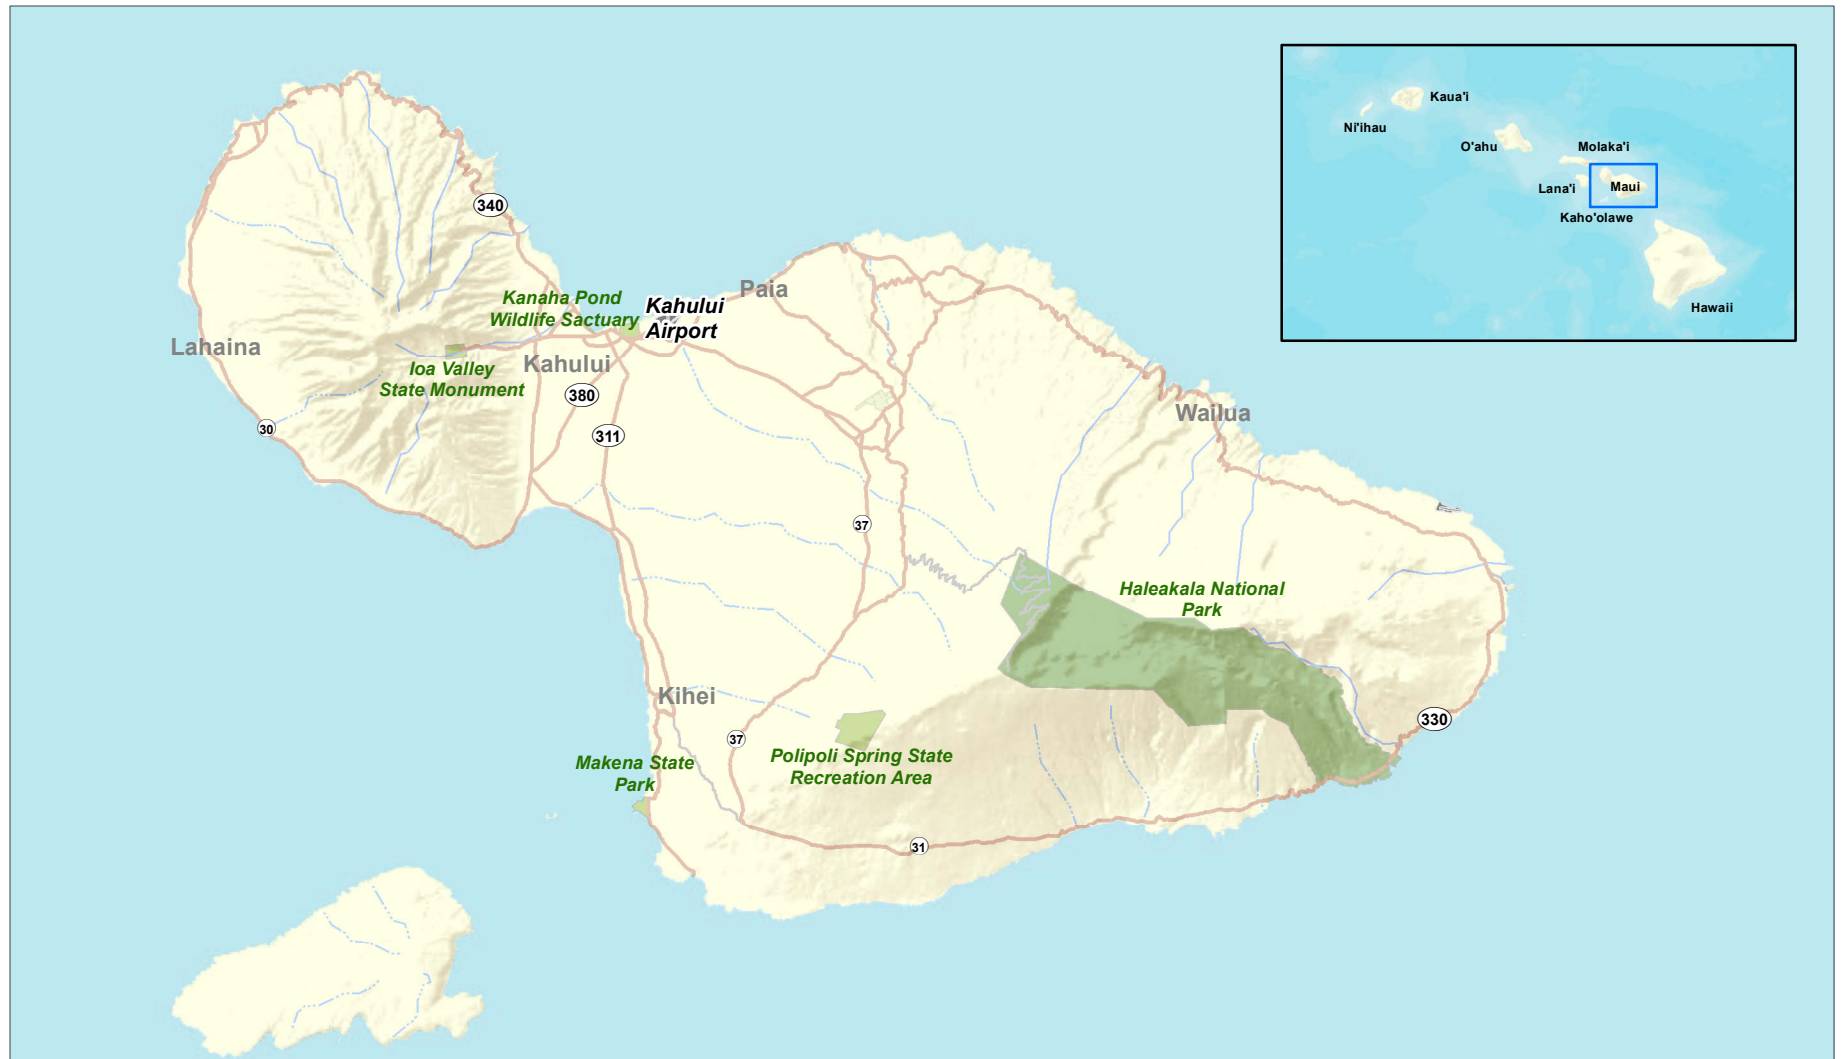 Kaua'i
Ni'ihau
O'ahu
Molaka'i
Lana'i
Maui
Kaho'olawe
Hawaii
340
Kanaha Pond
Wildlife Sactuary
Kahului
Airport
Paia
Lahaina
Ioa Valley
State Monument
Kahului
380
30
311
Wailua
37
Haleakala National
Park
Kihei
330
37
Makena State
Park
Polipoli Spring State
Recreation Area
31